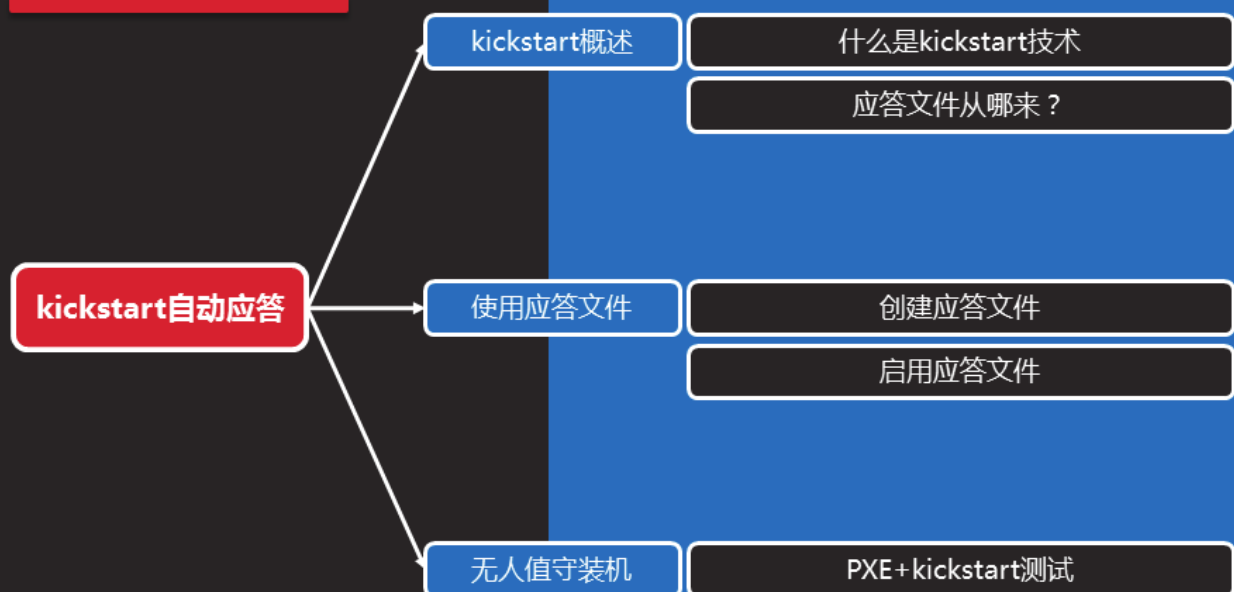 kickstart概述
什么是kickstart技术
应答文件从哪来？
kickstart自动应答
使用应答文件
创建应答文件
启用应答文件
无人值守装机
PXE+kickstart测试